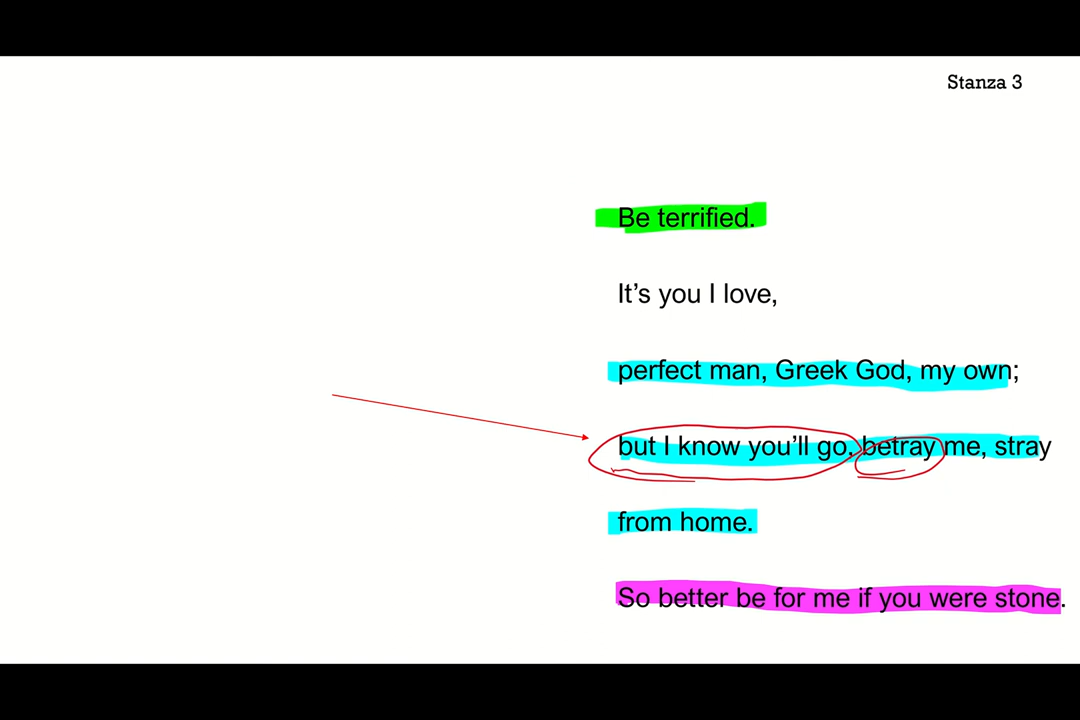 Stanza 3
Be terrified.
It’s you I love,
perfect man, Greek God, my own;
but I know you’ll go, betray me, stray
from home.
So better be for me if you were stone.